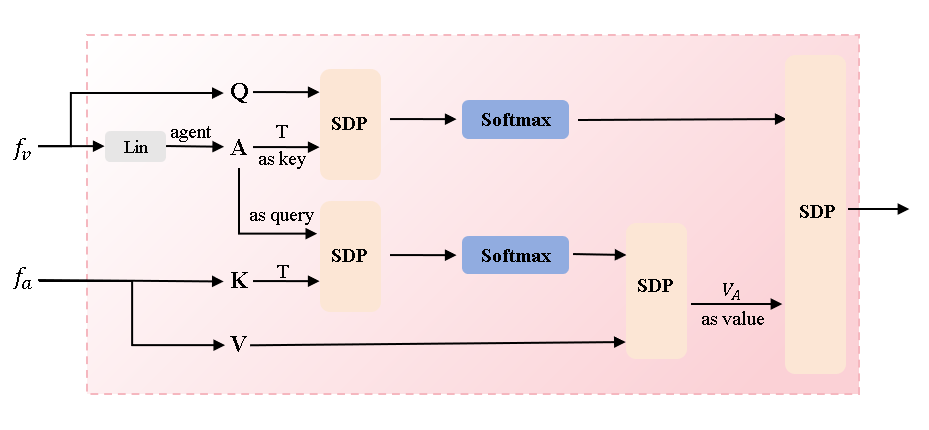 Q
f_v
Lin
agent
A
T
as key
SDP
Softmax
as query
f_a
K
T
SDP
Softmax
V
SDP
V_A
as value
SDP